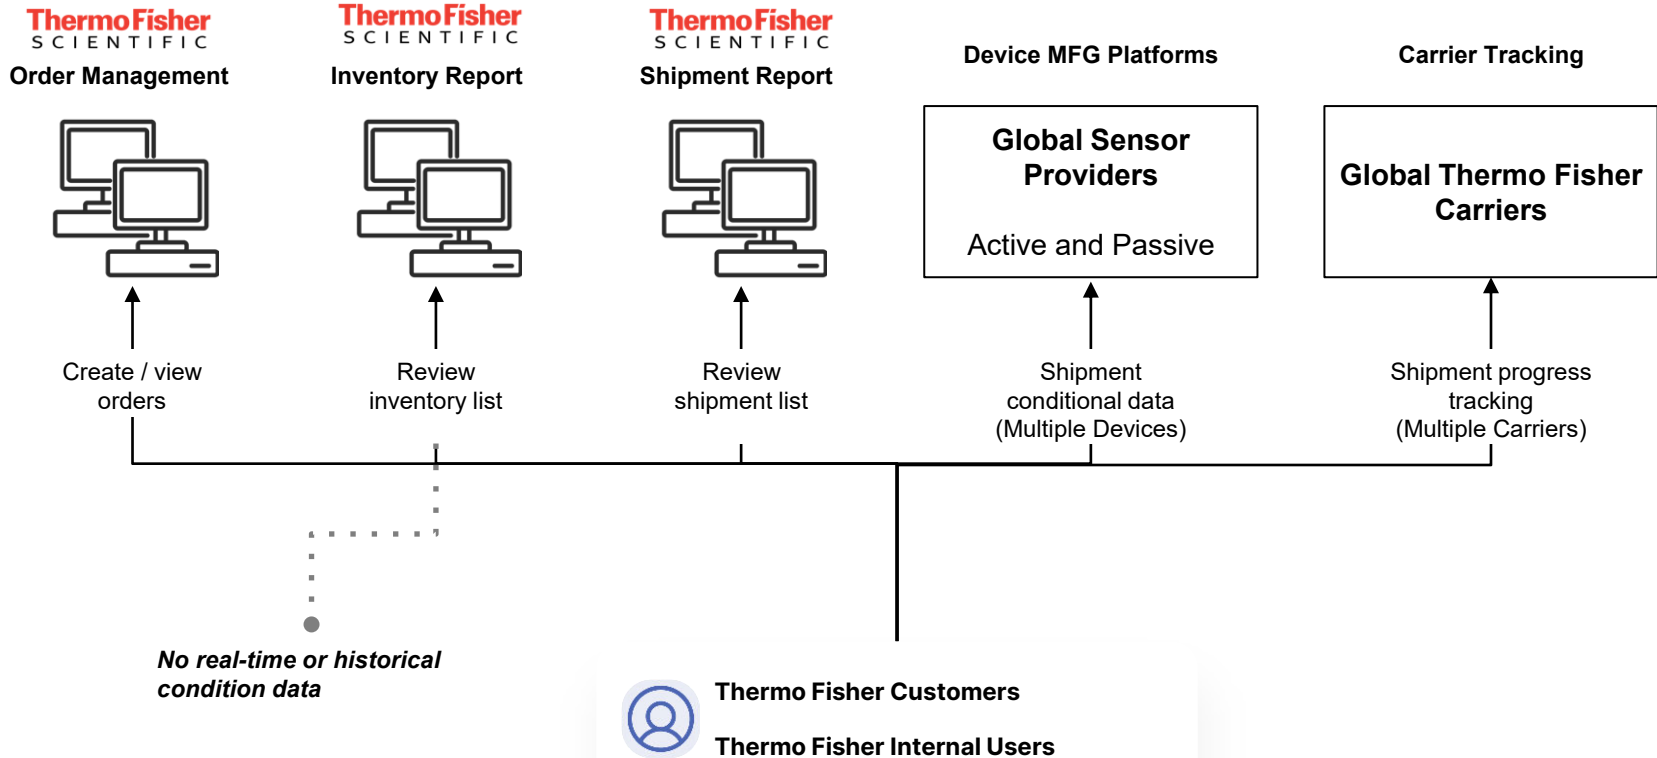 ThermoFisher
SCIENTIFIC
Order Management
ThermoFisher
SCIENTIFIC
Inventory Report
ThermoFisher
SCIENTIFIC
Shipment Report
Device MFG Platforms
Carrier Tracking
Global Sensor
Providers
Active and Passive
Global Thermo Fisher
Carriers
Create / view
orders
Review
inventory list
Review
shipment list
Shipment
conditional data
(Multiple Devices)
Shipment progress
tracking
(Multiple Carriers)
No real-time or historical
condition data
Thermo Fisher Customers
Thermo Fisher Internal Users